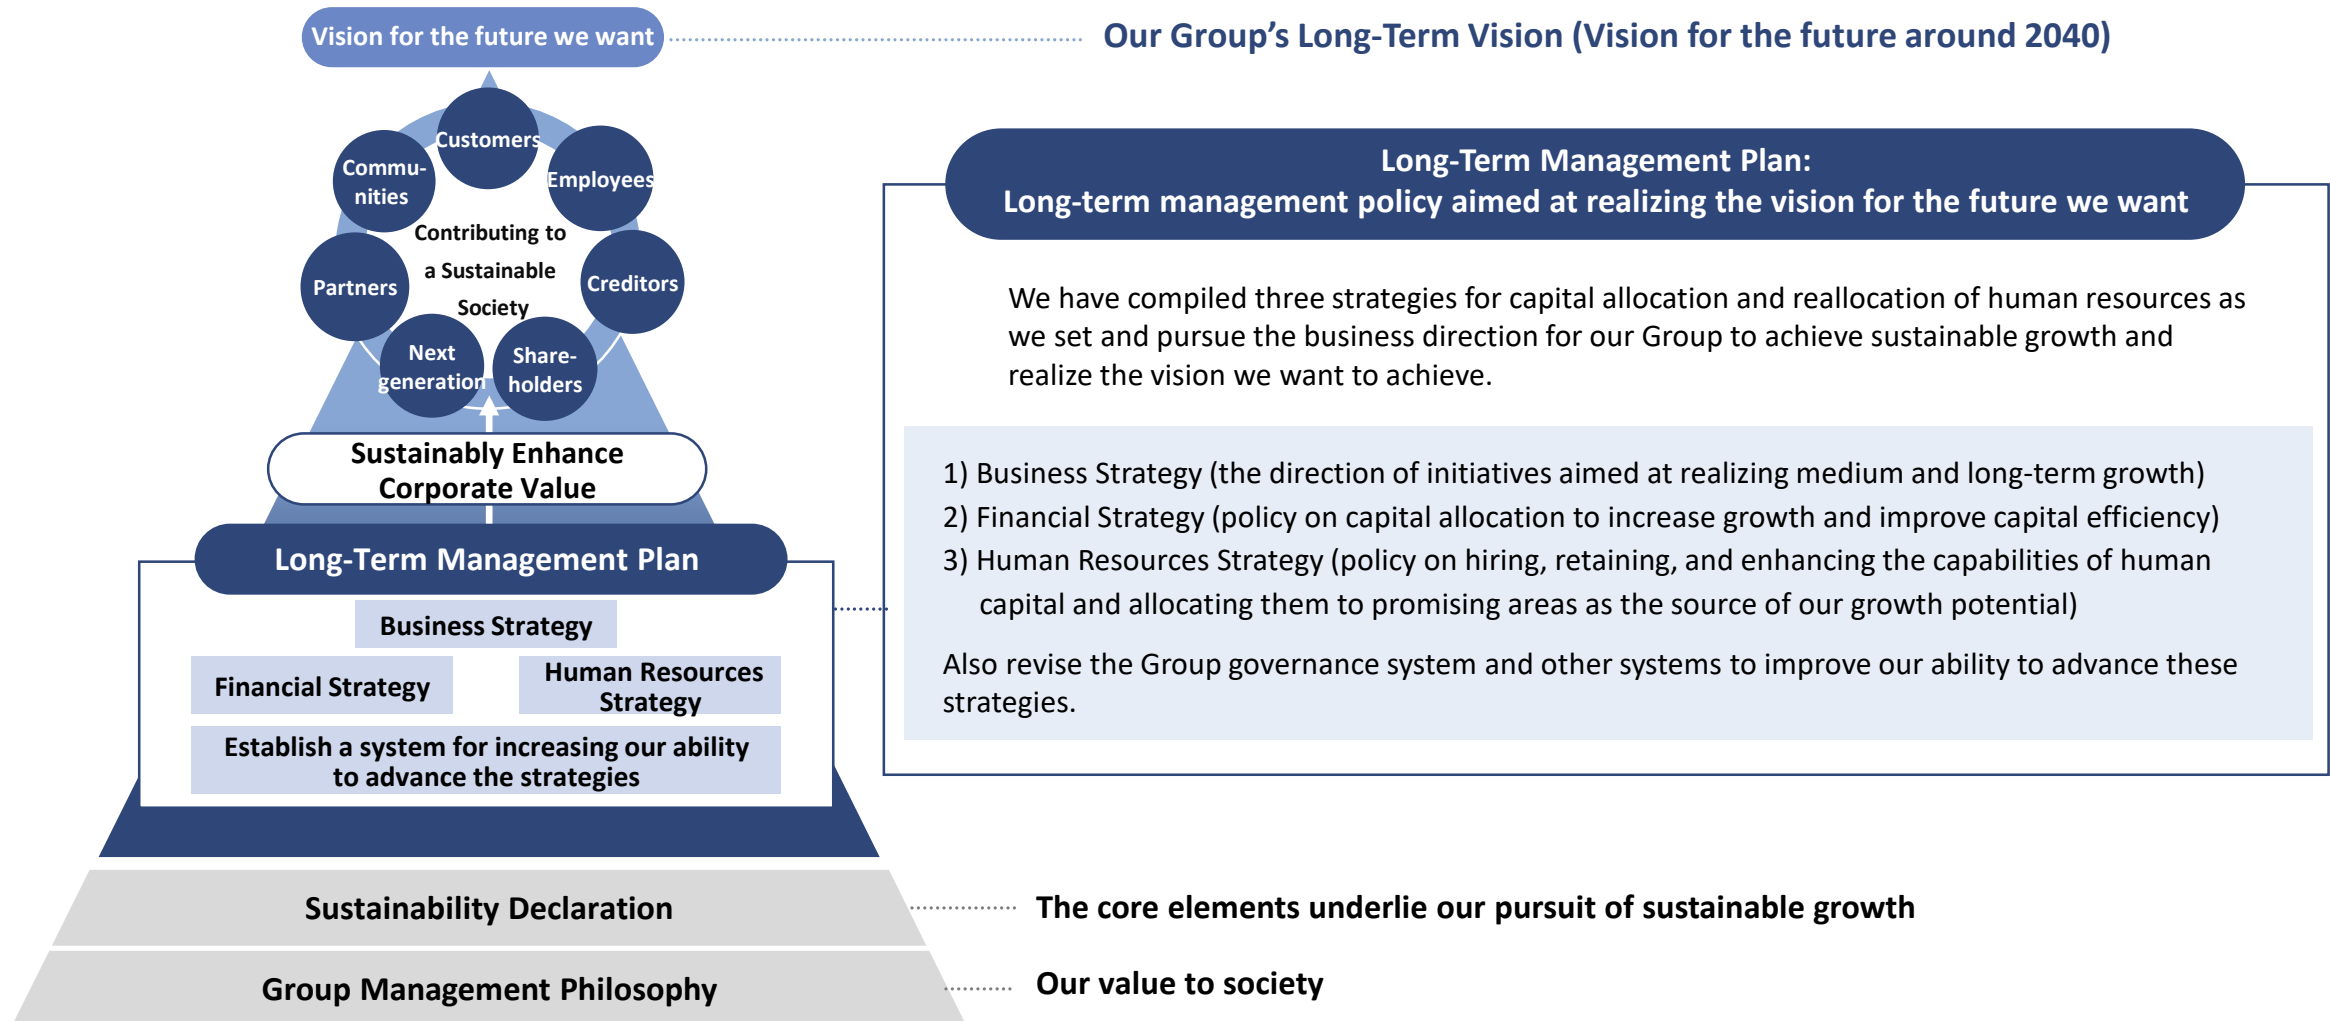 Vision for the future we want
Our Group’s Long-Term Vision (Vision for the future around 2040)
Customers
Commu-
nities
Employees
Contributing to
a Sustainable
Society
Partners
Creditors
Next
generation
Share-
holders
Sustainably Enhance
Corporate Value
Long-Term Management Plan
Business Strategy
Financial Strategy
Human Resources
Strategy
Establish a system for increasing our ability
to advance the strategies
Long-Term Management Plan:
Long-term management policy aimed at realizing the vision for the future we want
We have compiled three strategies for capital allocation and reallocation of human resources as
we set and pursue the business direction for our Group to achieve sustainable growth and
realize the vision we want to achieve.
1) Business Strategy (the direction of initiatives aimed at realizing medium and long-term growth)
2) Financial Strategy (policy on capital allocation to increase growth and improve capital efficiency)
3) Human Resources Strategy (policy on hiring, retaining, and enhancing the capabilities of human
capital and allocating them to promising areas as the source of our growth potential)
Also revise the Group governance system and other systems to improve our ability to advance these
strategies.
Sustainability Declaration
The core elements underlie our pursuit of sustainable growth
Group Management Philosophy
Our value to society